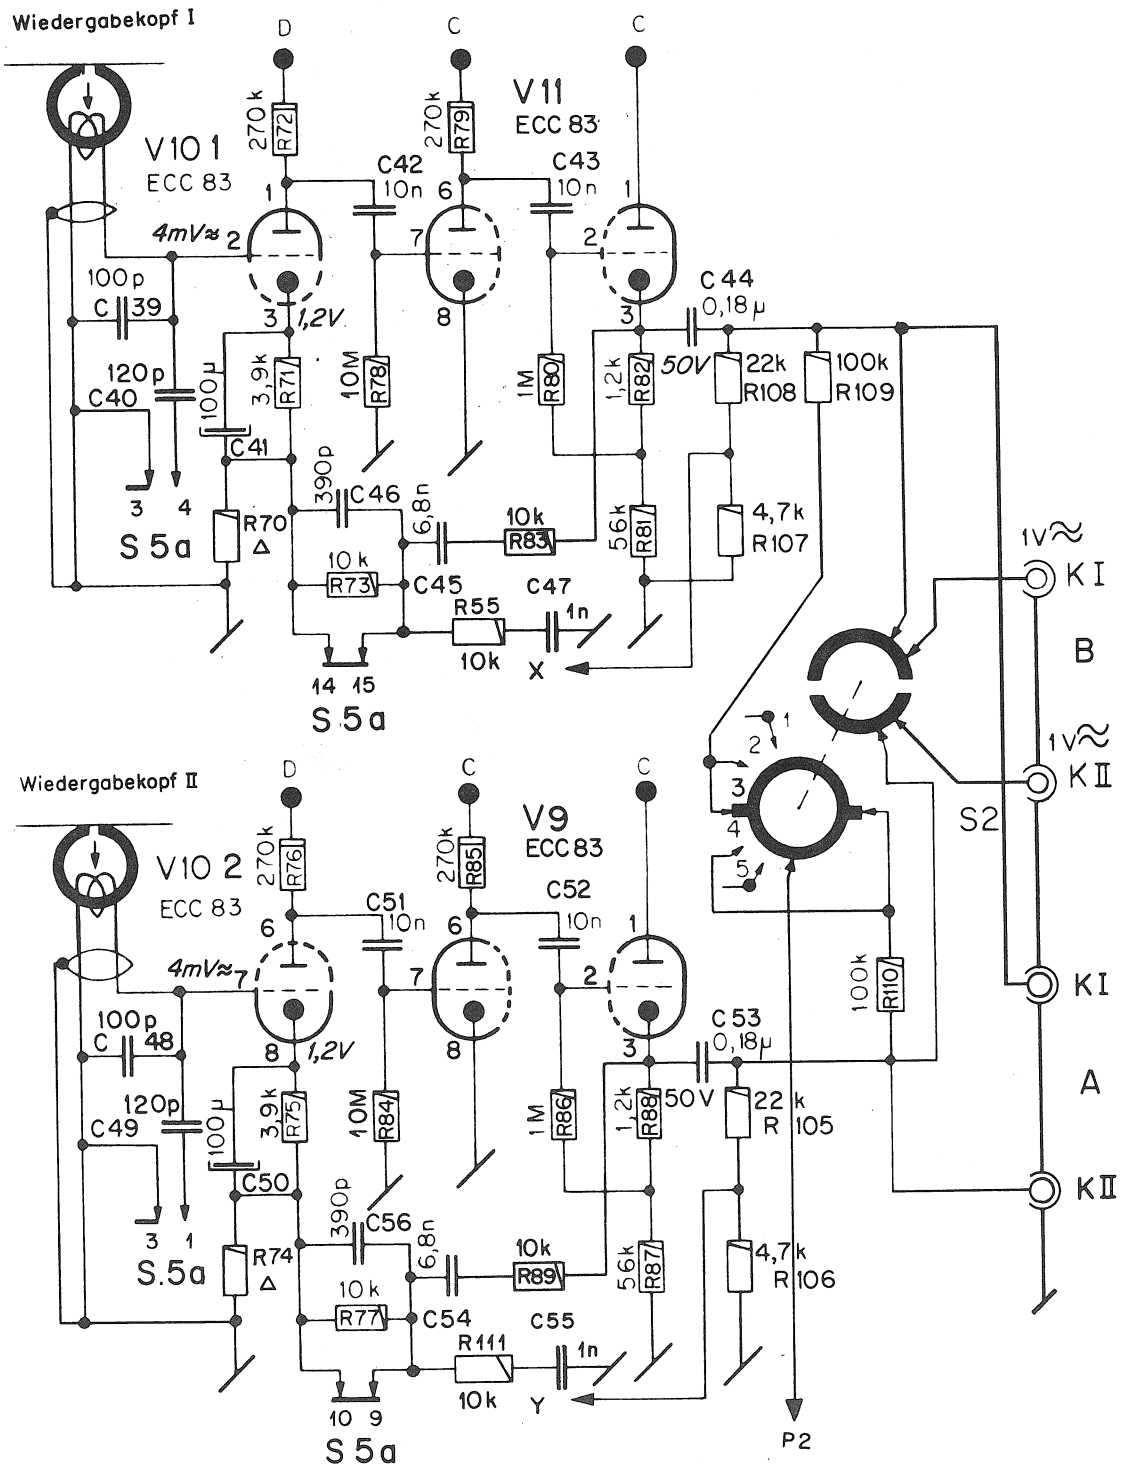 Wiedergabekopf I
D
C
C
270k
R72
270k
R79
V11
ECC 83
V10 1
ECC 83
C42
10n
C43
10n
1
6
1
4mV≈ 2
7
2
100p
C 39
3 1,2V
8
3
C44
0,18µ
50V
120p
C40
100µ
3,9k
R71
10M
R78
1M
R80
1,2k
R82
22k
R108
100k
R109
C41
3 4
S 5a
390p
C46
6,8n
R70
Δ
10k
R83
56k
R81
4,7k
R107
10k
R73
C45
C47
1n
R55
10k
X
14 15
S.5a
1V≈
K I
B
1V≈
K II
S2
1
2
3
4
5
Wiedergabekopf II
D
C
C
270k
R76
270k
R85
V9
ECC 83
V10 2
ECC 83
C51
10n
C52
10n
6
6
1
4mV≈ 7
7
2
100p
C 48
8 1,2V
8
3
C 53
0,18µ
50V
100k
R110
K I
A
K II
120p
C49
100µ
3,9k
R75
10M
R84
1M
R86
1,2k
R88
22 k
R 105
C50
3 1
S.5a
390p
C56
6,8n
R74
Δ
10k
R89
56k
R87
4,7k
R 106
10k
R77
C54
C55
1n
R111
10k
Y
10 9
S 5a
P2